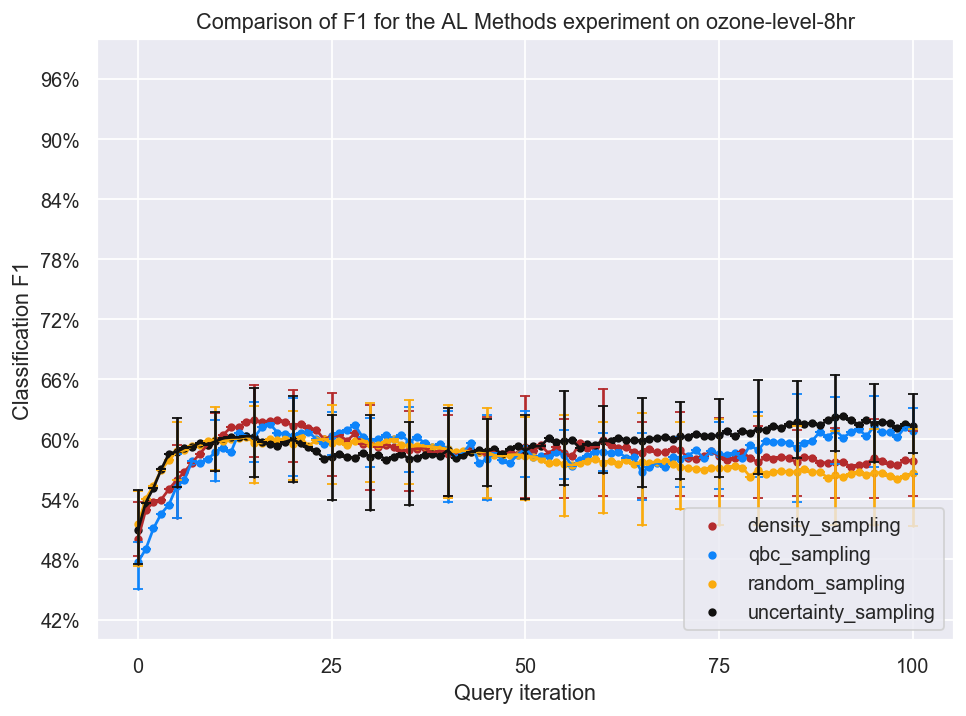 Comparison of F1 for the AL Methods experiment on ozone-level-8hr
Classification F1
96%
90%
84%
78%
72%
66%
60%
54%
48%
42%
density_sampling
qbc_sampling
random_sampling
uncertainty_sampling
0 25 50 75 100
Query iteration